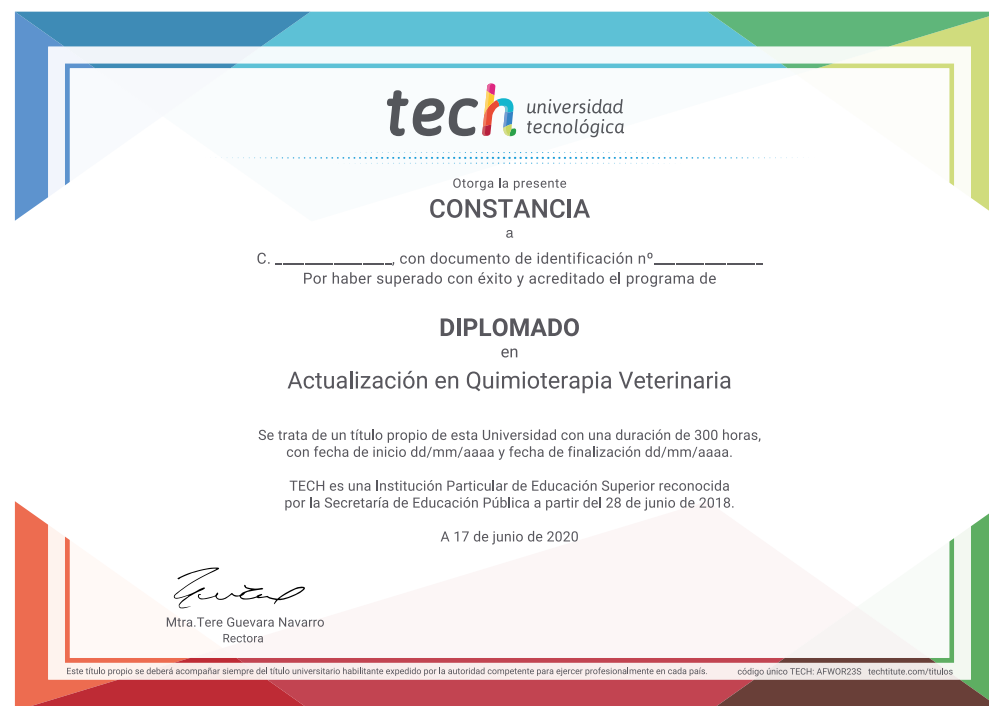 tech universidad
tecnológica
Otorga la presente
CONSTANCIA
a
C. ________________, con documento de identificación nº_______________
Por haber superado con éxito y acreditado el programa de
DIPLOMADO
en
Actualización en Quimioterapia Veterinaria
Se trata de un título propio de esta Universidad con una duración de 300 horas,
con fecha de inicio dd/mm/aaaa y fecha de finalización dd/mm/aaaa.
TECH es una Institución Particular de Educación Superior reconocida
por la Secretaría de Educación Pública a partir del 28 de junio de 2018.
A 17 de junio de 2020
Mtra.Tere Guevara Navarro
Rectora
Este título propio se deberá acompañar siempre del título universitario habilitante expedido por la autoridad competente para ejercer profesionalmente en cada país. código único TECH: AFWOR23S techtitute.com/titulos